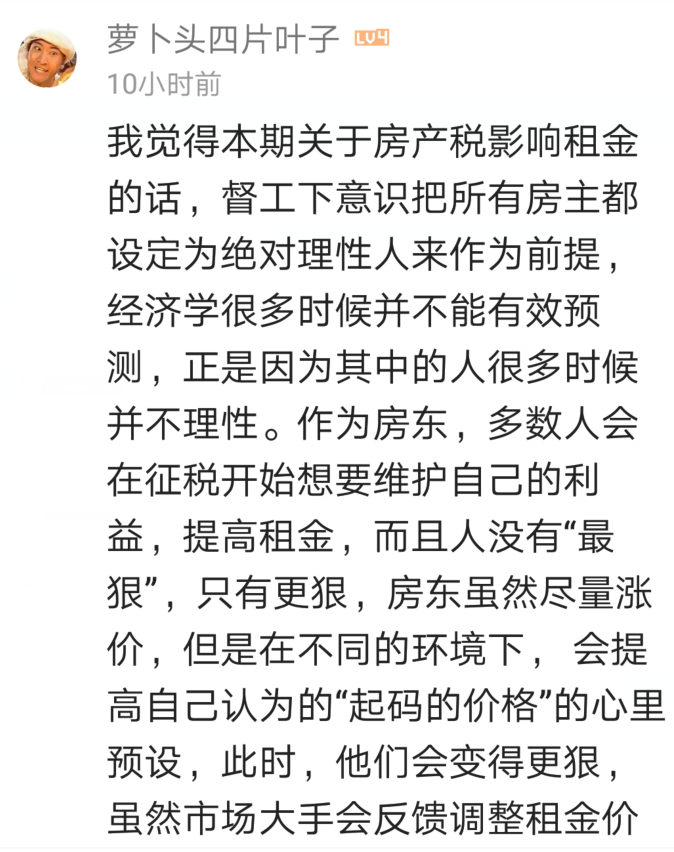 萝卜头四片叶子 LV4
10小时前
我觉得本期关于房产税影响租金
的话，督工下意识把所有房主都
设定为绝对理性人来作为前提，
经济学很多时候并不能有效预
测，正是因为其中的人很多时候
并不理性。作为房东，多数人会
在征税开始想要维护自己的利
益，提高租金，而且人没有“最
狠”，只有更狠，房东虽然尽量涨
价，但是在不同的环境下， 会提
高自己认为的“起码的价格”的心里
预设，此时，他们会变得更狠，
虽然市场大手会反馈调整租金价